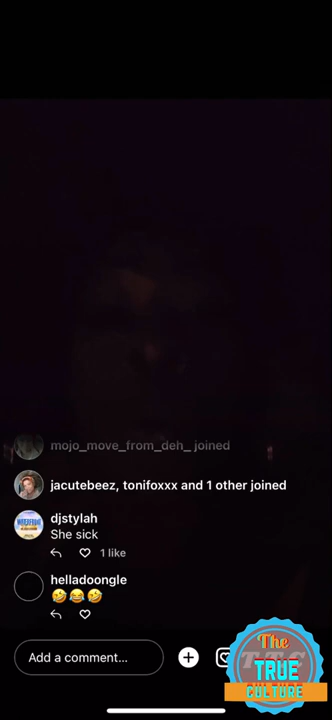 mojo_move_from_deh_ joined
jacutebeez, tonifoxxx and 1 other joined
djstylah
She sick
1 like
helladoongle
🤣😂🤣
Add a comment...
The
TTC
TRUE
CULTURE